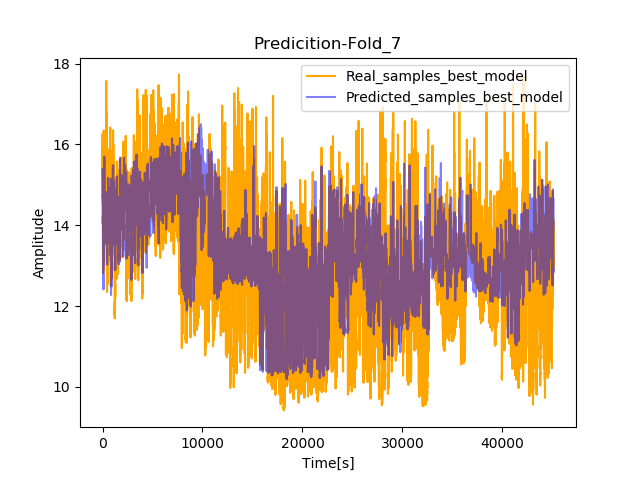 Predicition-Fold_7
Real_samples_best_model
Predicted_samples_best_model
18
16
14
12
10
Amplitude
0
10000
20000
30000
40000
Time[s]